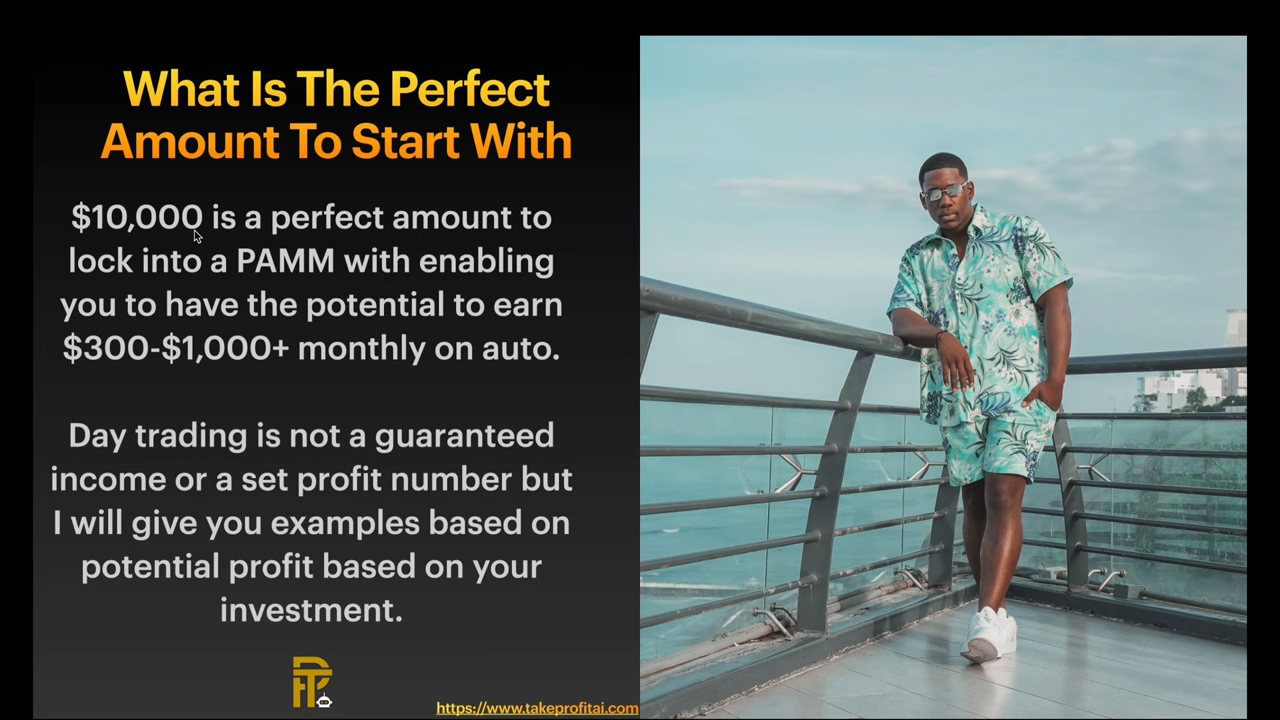 What Is The Perfect
Amount To Start With
$10,000 is a perfect amount to
lock into a PAMM with enabling
you to have the potential to earn
$300-$1,000+ monthly on auto.
Day trading is not a guaranteed
income or a set profit number but
I will give you examples based on
potential profit based on your
investment.
https://www.takeprofitai.com